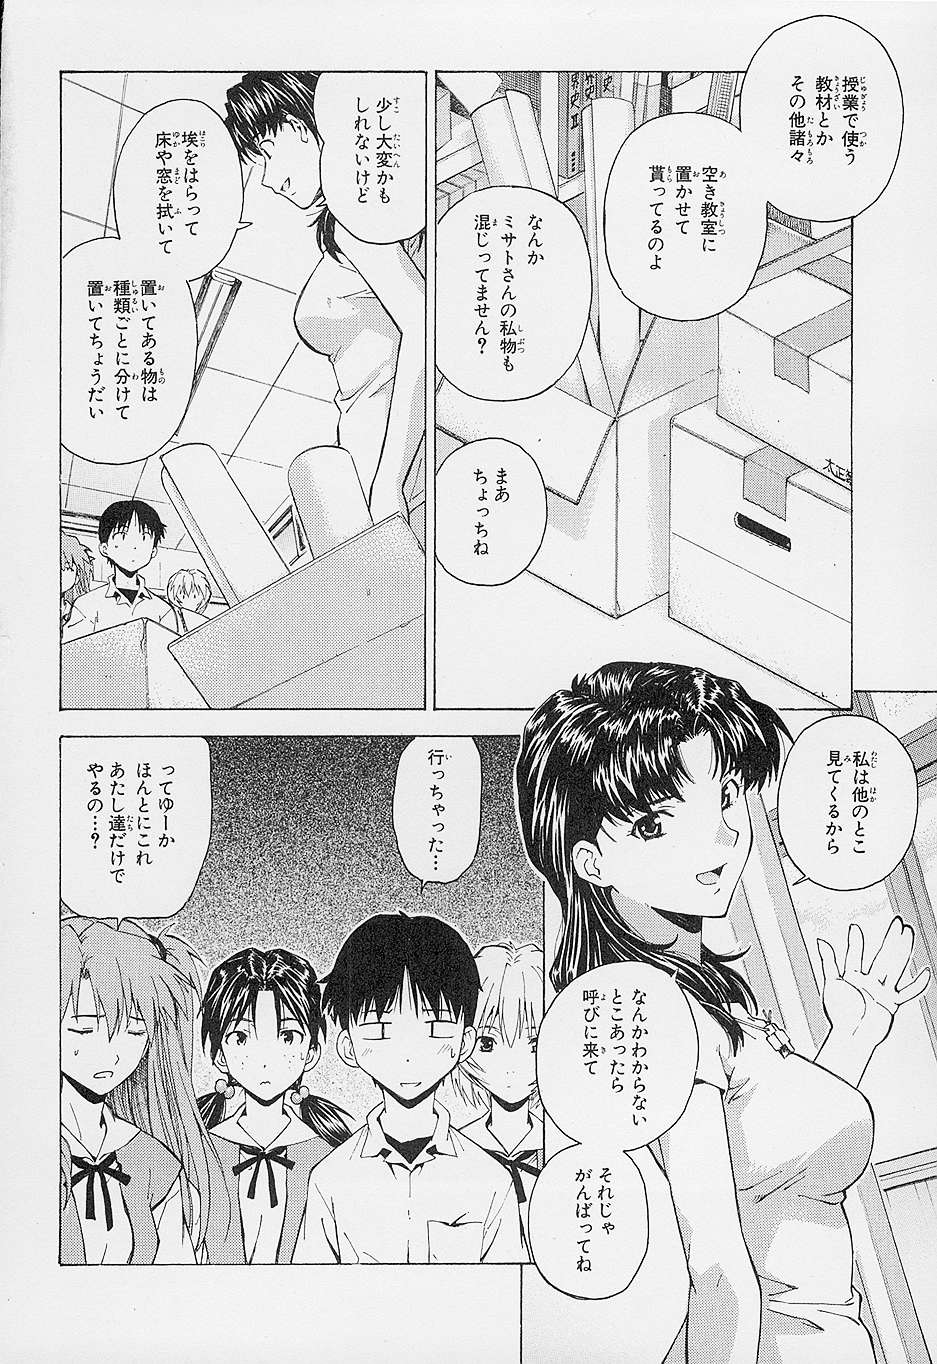 授業で使う
教材とか
その他諸々
空き教室に
置かせて
貰ってるのよ
なんか
ミサトさんの私物も
混じってません?
まあ
ちょっちね
少し大変かも
しれないけど
埃をはらって
床や窓を拭いて
置いてある物は
種類ごとに分けて
置いてちょうだい
私は他のとこ
見てくるから
なんかわからない
とこあったら
呼びに来て
それじゃ
がんばってね
行っちゃった…
ってゆーか
ほんとにこれ
あたし達だけで
やるの…?